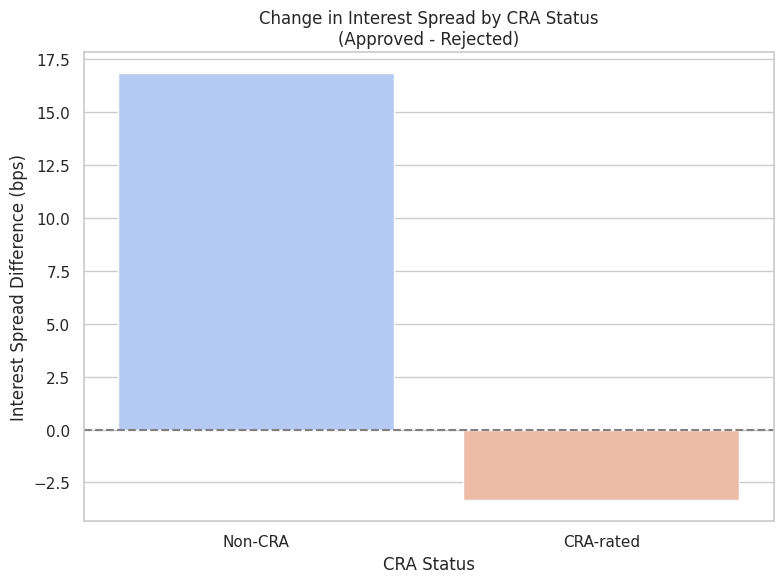 Change in Interest Spread by CRA Status
(Approved - Rejected)
Interest Spread Difference (bps)
17.5
15.0
12.5
10.0
7.5
5.0
2.5
0.0
−2.5
Non-CRA
CRA-rated
CRA Status